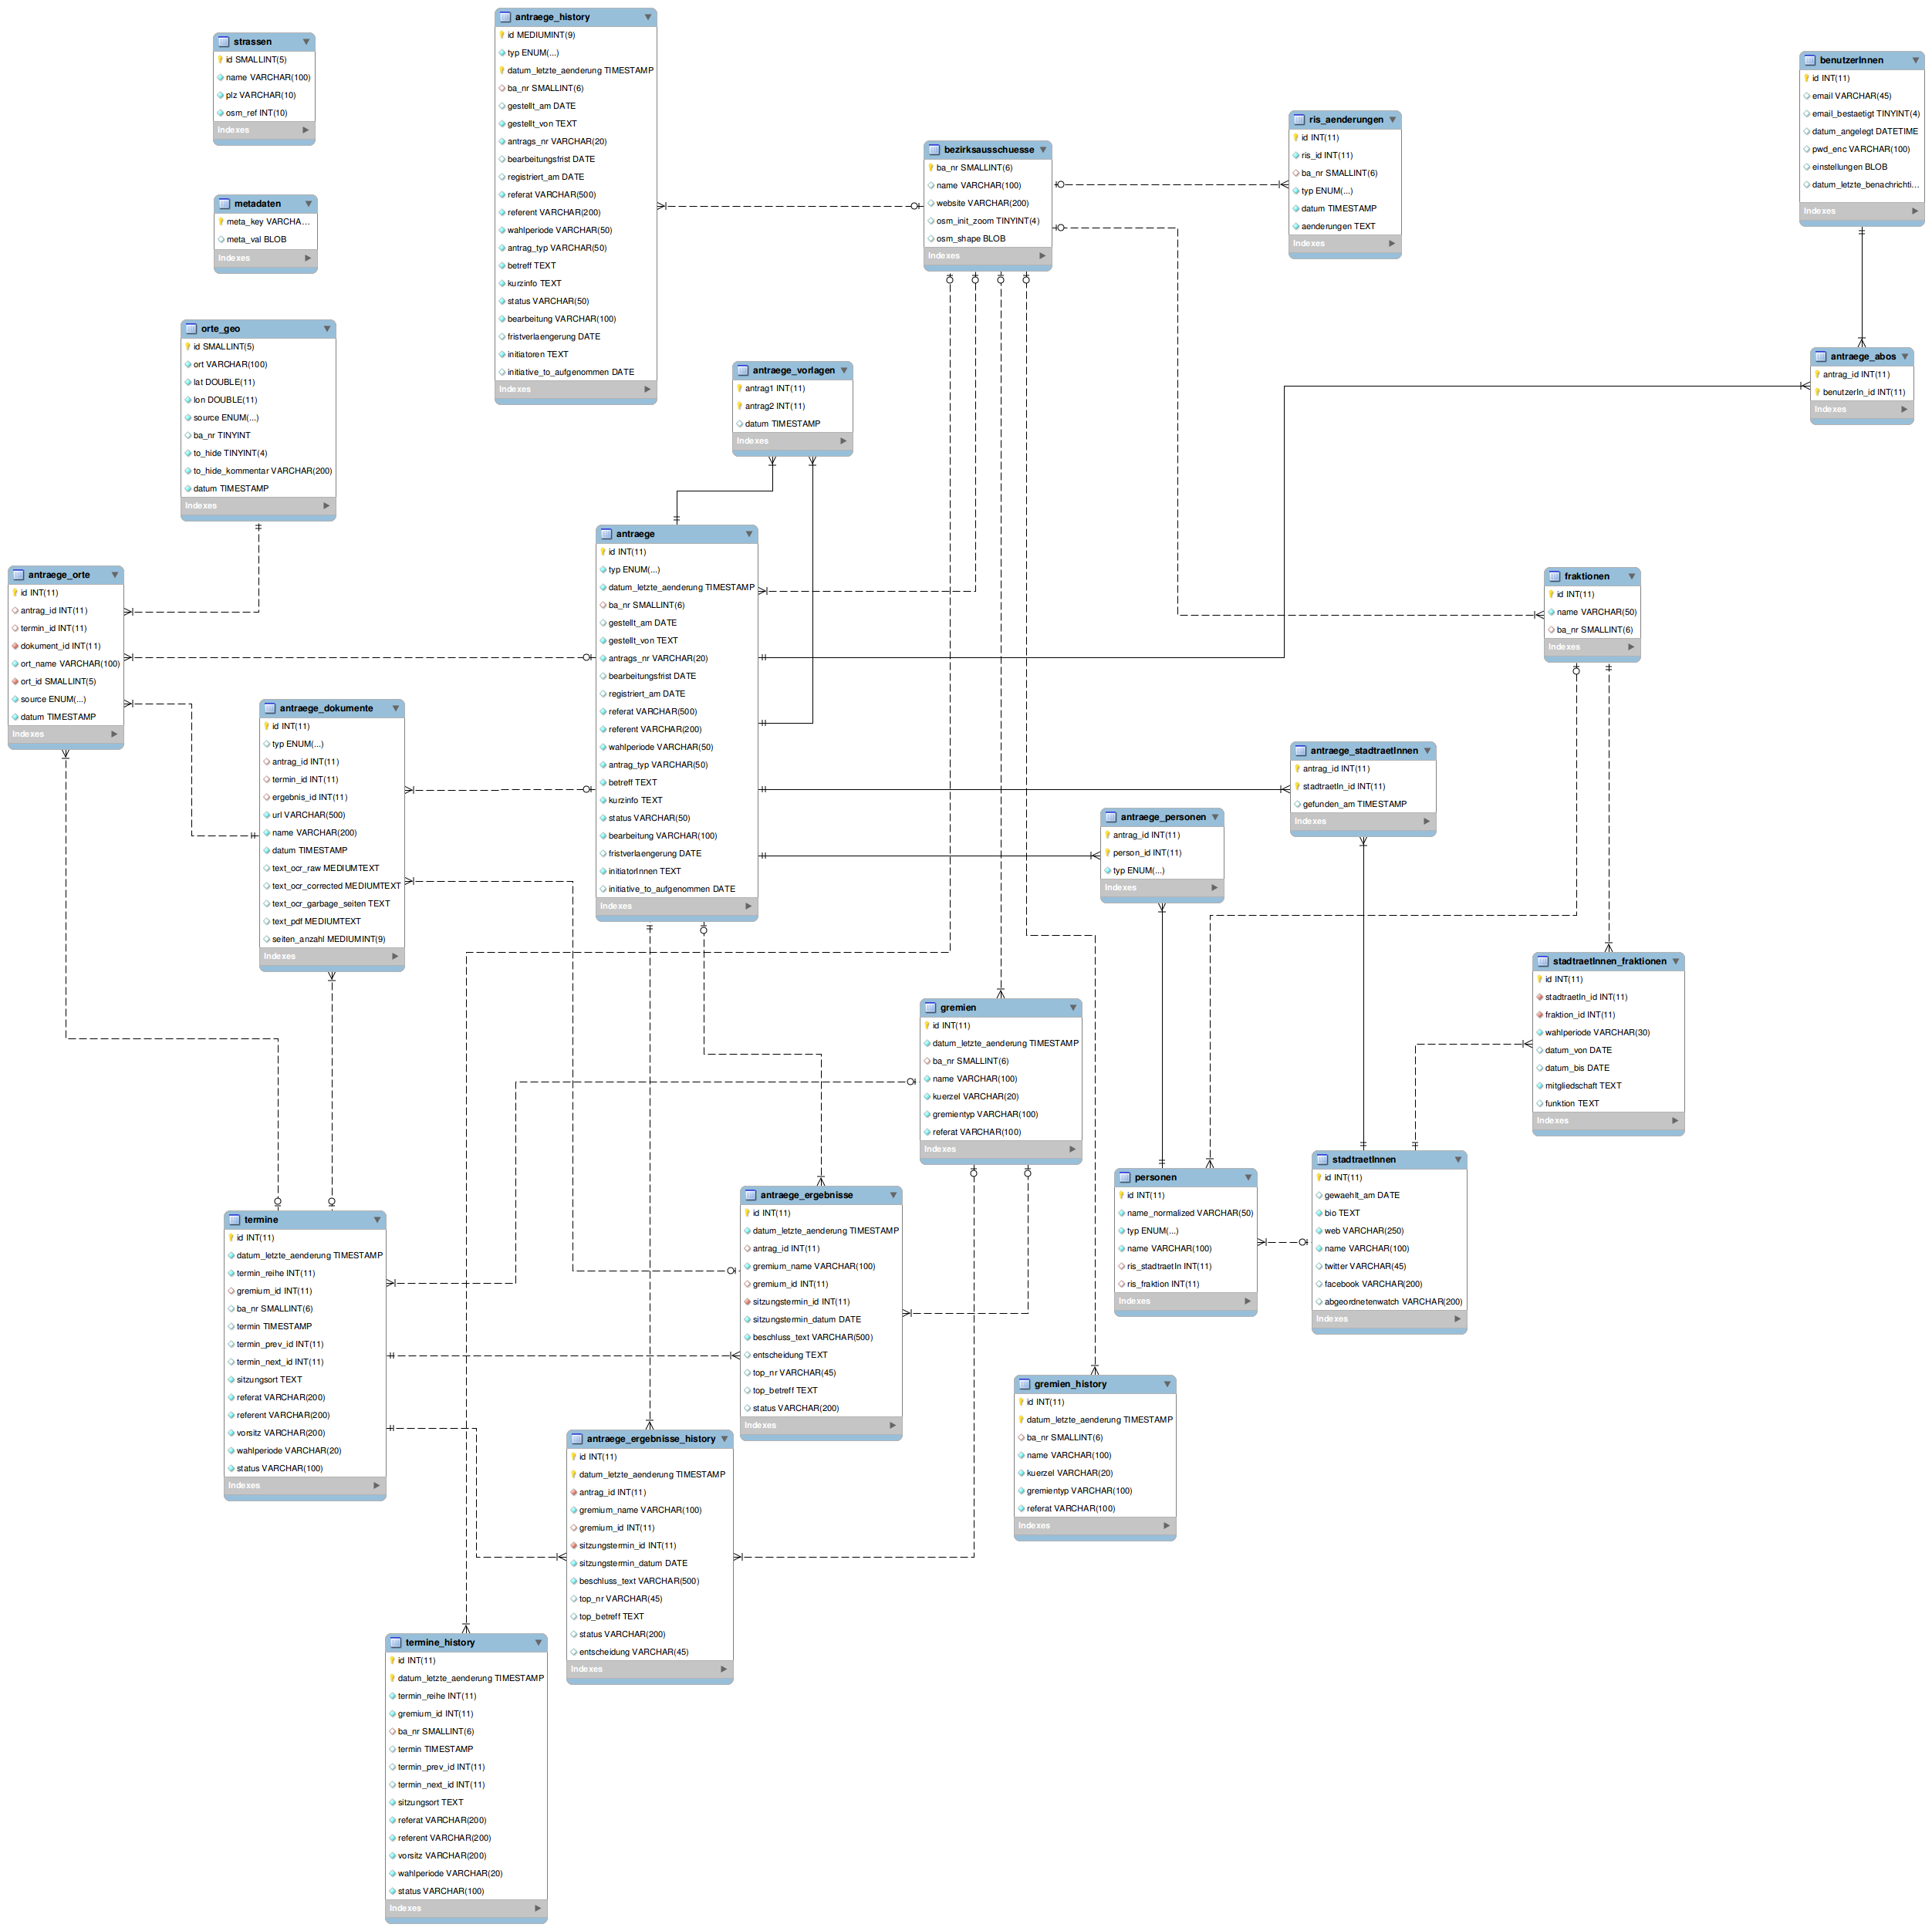 strassen
id SMALLINT(5)
name VARCHAR(100)
plz VARCHAR(10)
osm_ref INT(10)
Indexes
metadaten
meta_key VARCHA...
meta_val BLOB
Indexes
orte_geo
id SMALLINT(5)
ort VARCHAR(100)
lat DOUBLE(11)
lon DOUBLE(11)
source ENUM(...)
ba_nr TINYINT
to_hide TINYINT(4)
to_hide_kommentar VARCHAR(200)
datum TIMESTAMP
Indexes
antraege_orte
id INT(11)
antrag_id INT(11)
termin_id INT(11)
dokument_id INT(11)
ort_name VARCHAR(100)
ort_id SMALLINT(5)
source ENUM(...)
datum TIMESTAMP
Indexes
antraege_dokumente
id INT(11)
typ ENUM(...)
antrag_id INT(11)
termin_id INT(11)
ergebnis_id INT(11)
url VARCHAR(500)
name VARCHAR(200)
datum TIMESTAMP
text_ocr_raw MEDIUMTEXT
text_ocr_corrected MEDIUMTEXT
text_ocr_garbage_seiten TEXT
text_pdf MEDIUMTEXT
seiten_anzahl MEDIUMINT(9)
Indexes
termine
id INT(11)
datum_letzte_aenderung TIMESTAMP
termin_reihe INT(11)
gremium_id INT(11)
ba_nr SMALLINT(6)
termin TIMESTAMP
termin_prev_id INT(11)
termin_next_id INT(11)
sitzungsort TEXT
referat VARCHAR(200)
referent VARCHAR(200)
vorsitz VARCHAR(200)
wahlperiode VARCHAR(20)
status VARCHAR(100)
Indexes
termine_history
id INT(11)
datum_letzte_aenderung TIMESTAMP
termin_reihe INT(11)
gremium_id INT(11)
ba_nr SMALLINT(6)
termin TIMESTAMP
termin_prev_id INT(11)
termin_next_id INT(11)
sitzungsort TEXT
referat VARCHAR(200)
referent VARCHAR(200)
vorsitz VARCHAR(200)
wahlperiode VARCHAR(20)
status VARCHAR(100)
Indexes
antraege_history
id MEDIUMINT(9)
typ ENUM(...)
datum_letzte_aenderung TIMESTAMP
ba_nr SMALLINT(6)
gestellt_am DATE
gestellt_von TEXT
antrags_nr VARCHAR(20)
bearbeitungsfrist DATE
registriert_am DATE
referat VARCHAR(500)
referent VARCHAR(200)
wahlperiode VARCHAR(50)
antrag_typ VARCHAR(50)
betreff TEXT
kurzinfo TEXT
status VARCHAR(50)
bearbeitung VARCHAR(100)
fristverlaengerung DATE
initiatoren TEXT
initiative_to_aufgenommen DATE
Indexes
antraege_vorlagen
antrag1 INT(11)
antrag2 INT(11)
datum TIMESTAMP
Indexes
antraege
id INT(11)
typ ENUM(...)
datum_letzte_aenderung TIMESTAMP
ba_nr SMALLINT(6)
gestellt_am DATE
gestellt_von TEXT
antrags_nr VARCHAR(20)
bearbeitungsfrist DATE
registriert_am DATE
referat VARCHAR(500)
referent VARCHAR(200)
wahlperiode VARCHAR(50)
antrag_typ VARCHAR(50)
betreff TEXT
kurzinfo TEXT
status VARCHAR(50)
bearbeitung VARCHAR(100)
fristverlaengerung DATE
initiatorInnen TEXT
initiative_to_aufgenommen DATE
Indexes
antraege_ergebnisse
id INT(11)
datum_letzte_aenderung TIMESTAMP
antrag_id INT(11)
gremium_name VARCHAR(100)
gremium_id INT(11)
sitzungstermin_id INT(11)
sitzungstermin_datum DATE
beschluss_text VARCHAR(500)
entscheidung TEXT
top_nr VARCHAR(45)
top_betreff TEXT
status VARCHAR(200)
Indexes
antraege_ergebnisse_history
id INT(11)
datum_letzte_aenderung TIMESTAMP
antrag_id INT(11)
gremium_name VARCHAR(100)
gremium_id INT(11)
sitzungstermin_id INT(11)
sitzungstermin_datum DATE
beschluss_text VARCHAR(500)
top_nr VARCHAR(45)
top_betreff TEXT
status VARCHAR(200)
entscheidung VARCHAR(45)
Indexes
bezirksausschuesse
ba_nr SMALLINT(6)
name VARCHAR(100)
website VARCHAR(200)
osm_init_zoom TINYINT(4)
osm_shape BLOB
Indexes
gremien
id INT(11)
datum_letzte_aenderung TIMESTAMP
ba_nr SMALLINT(6)
name VARCHAR(100)
kuerzel VARCHAR(20)
gremientyp VARCHAR(100)
referat VARCHAR(100)
Indexes
gremien_history
id INT(11)
datum_letzte_aenderung TIMESTAMP
ba_nr SMALLINT(6)
name VARCHAR(100)
kuerzel VARCHAR(20)
gremientyp VARCHAR(100)
referat VARCHAR(100)
Indexes
ris_aenderungen
id INT(11)
ris_id INT(11)
ba_nr SMALLINT(6)
typ ENUM(...)
datum TIMESTAMP
aenderungen TEXT
Indexes
antraege_personen
antrag_id INT(11)
person_id INT(11)
typ ENUM(...)
Indexes
personen
id INT(11)
name_normalized VARCHAR(50)
typ ENUM(...)
name VARCHAR(100)
ris_stadtraetIn INT(11)
ris_fraktion INT(11)
Indexes
antraege_stadtraetInnen
antrag_id INT(11)
stadtraetIn_id INT(11)
gefunden_am TIMESTAMP
Indexes
stadtraetInnen
id INT(11)
gewaehlt_am DATE
bio TEXT
web VARCHAR(250)
name VARCHAR(100)
twitter VARCHAR(45)
facebook VARCHAR(200)
abgeordnetenwatch VARCHAR(200)
Indexes
fraktionen
id INT(11)
name VARCHAR(50)
ba_nr SMALLINT(6)
Indexes
stadtraetInnen_fraktionen
id INT(11)
stadtraetIn_id INT(11)
fraktion_id INT(11)
wahlperiode VARCHAR(30)
datum_von DATE
datum_bis DATE
mitgliedschaft TEXT
funktion TEXT
Indexes
benutzerInnen
id INT(11)
email VARCHAR(45)
email_bestaetigt TINYINT(4)
datum_angelegt DATETIME
pwd_enc VARCHAR(100)
einstellungen BLOB
datum_letzte_benachrichti...
Indexes
antraege_abos
antrag_id INT(11)
benutzerIn_id INT(11)
Indexes